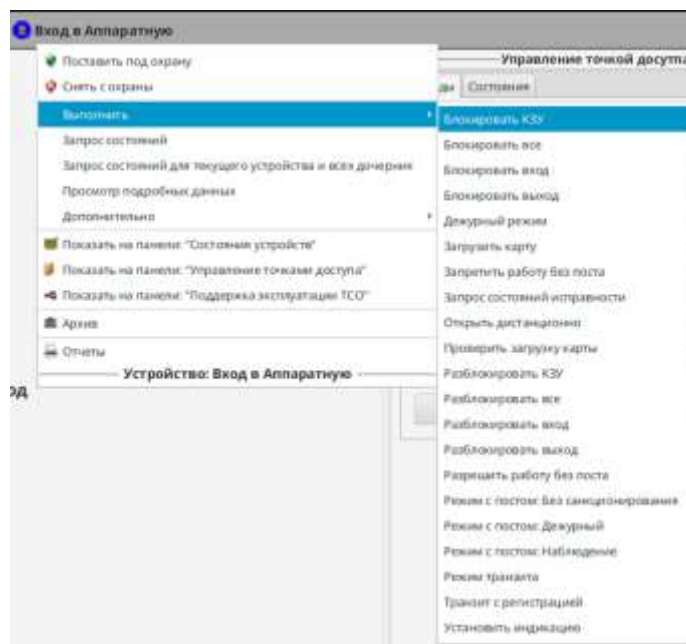 Вход в Аппаратную
Поставить под охрану
Снять с охраны
Выполнить
Запрос состояний
Запрос состояний для текущего устройства и всех дочерних
Просмотр подробных данных
Дополнительно
Показать на панели: "Состояния устройств"
Показать на панели: "Управление точками доступа"
Показать на панели: "Поддержка эксплуатации ТСО"
Архив
Отчеты
Устройство: Вход в Аппаратную
од
Управление точкой досупа
ды
Состояния
Блокировать КЗУ
Блокировать все
Блокировать вход
Блокировать выход
Дежурный режим
Загрузить карту
Запретить работу без поста
Запрос состояний исправности
Открыть дистанционно
Проверить загрузку карты
Разблокировать КЗУ
Разблокировать все
Разблокировать вход
Разблокировать выход
Разрешить работу без поста
Режим с постом: Без санкционирования
Режим с постом: Дежурный
Режим с постом: Наблюдение
Режим транзита
Транзит с регистрацией
Установить индикацию